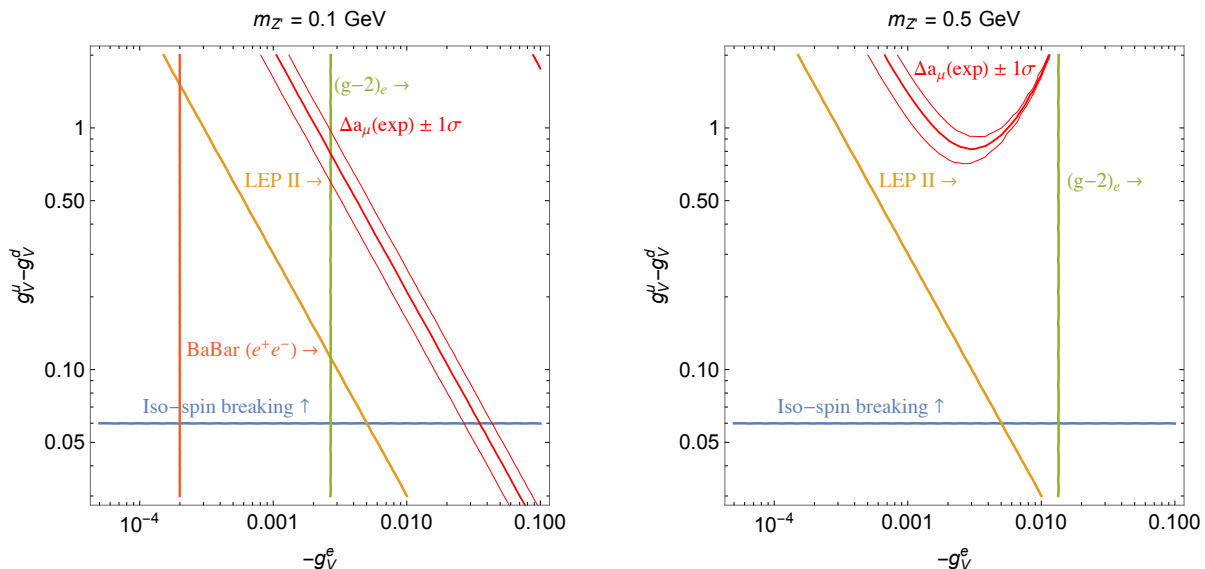 m_Z' = 0.1 GeV
1
0.50
0.10
0.05
g_V^u−g_V^d
(g−2)_e →
Δa_μ(exp) ± 1σ
LEP II →
BaBar (e⁺e⁻) →
Iso−spin breaking ↑
10⁻⁴
0.001
0.010
0.100
−g_V^e
m_Z' = 0.5 GeV
1
0.50
0.10
0.05
g_V^u−g_V^d
Δa_μ(exp) ± 1σ
LEP II →
(g−2)_e →
Iso−spin breaking ↑
10⁻⁴
0.001
0.010
0.100
−g_V^e